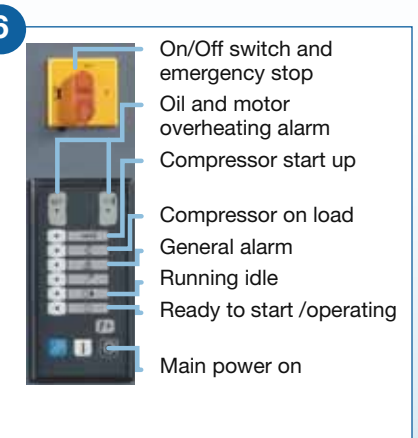 6
On/Off switch and
emergency stop
Oil and motor
overheating alarm
Compressor start up
Compressor on load
General alarm
Running idle
Ready to start /operating
Main power on